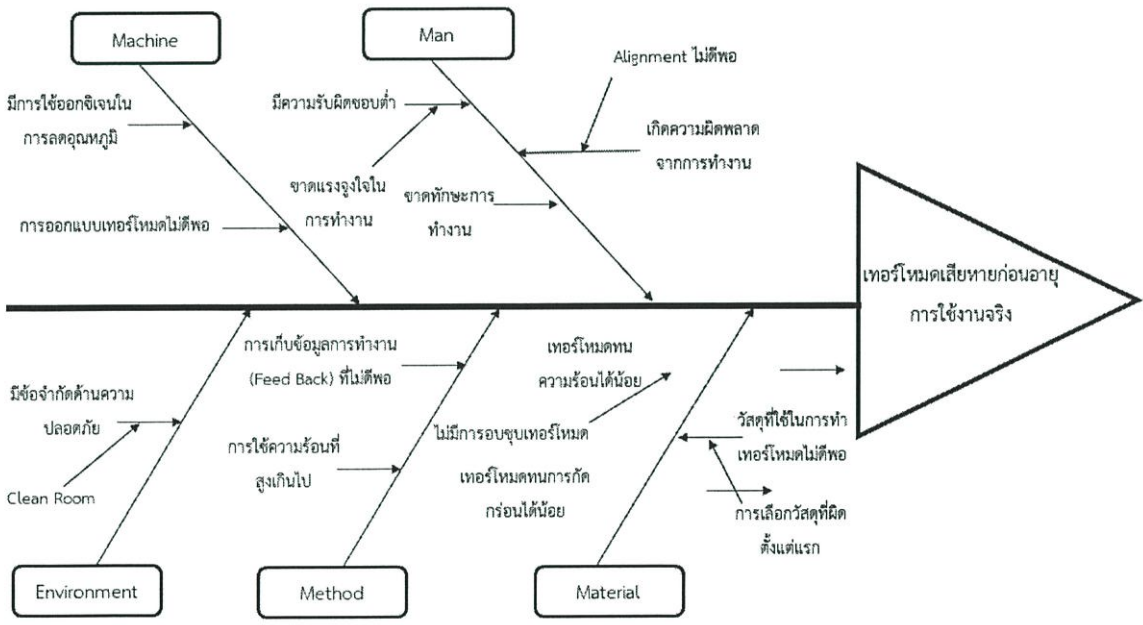 Machine
Man
Alignment ไม่ดีพอ
มีการใช้ออกซิเจนใน
การลดอุณหภูมิ
มีความรับผิดชอบต่ำ
เกิดความผิดพลาด
จากการทำงาน
ขาดแรงจูงใจใน
การทำงาน
ขาดทักษะการ
ทำงาน
การออกแบบเทอร์โหมดไม่ดีพอ
เทอร์โหมดเสียหายก่อนอายุ
การใช้งานจริง
การเก็บข้อมูลการทำงาน
(Feed Back) ที่ไม่ดีพอ
เทอร์โหมดทน
ความร้อนได้น้อย
มีข้อจำกัดด้านความ
ปลอดภัย
ไม่มีการอบชุบเทอร์โหมด
วัสดุที่ใช้ในการทำ
เทอร์โหมดไม่ดีพอ
การใช้ความร้อนที่
สูงเกินไป
เทอร์โหมดทนการกัด
กร่อนได้น้อย
Clean Room
การเลือกวัสดุที่ผิด
ตั้งแต่แรก
Environment
Method
Material